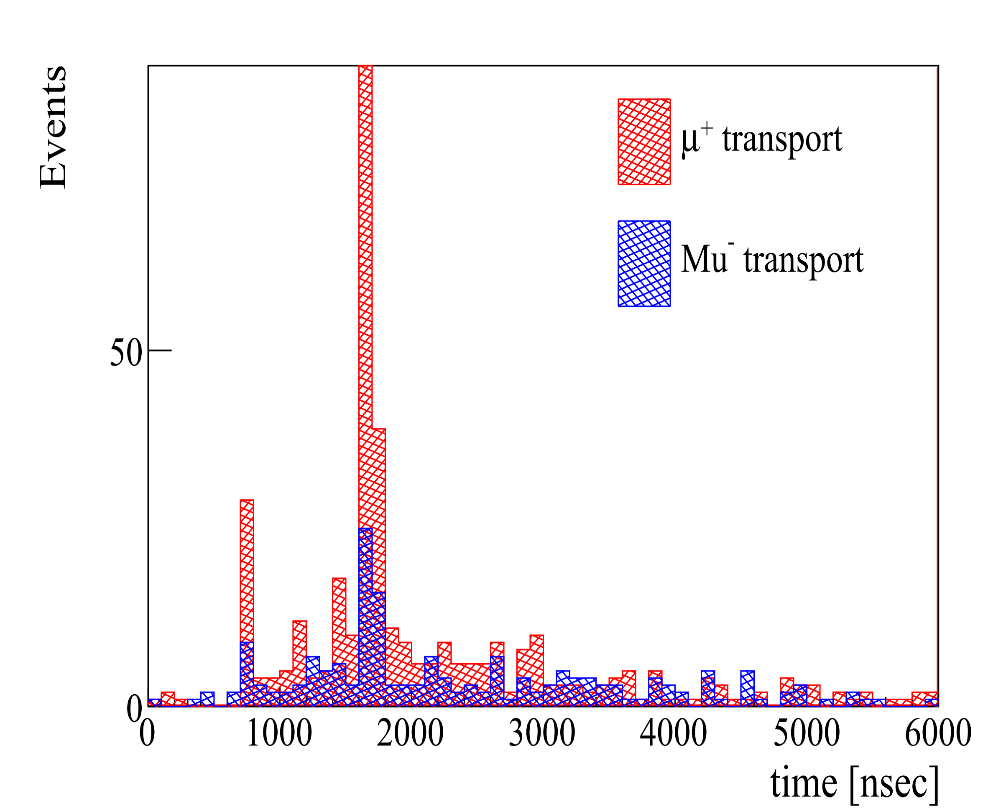 Events
μ⁺ transport
Mu⁻ transport
50
0
0 1000 2000 3000 4000 5000 6000
time [nsec]